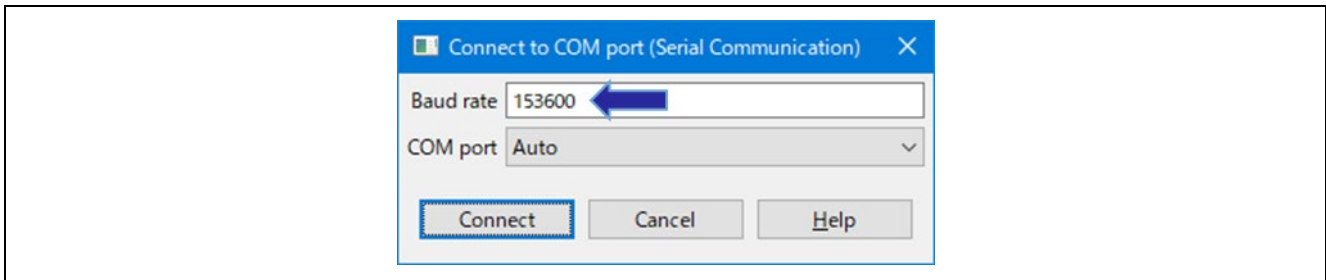 Connect to COM port (Serial Communication)
Baud rate 153600
COM port Auto
Connect Cancel Help